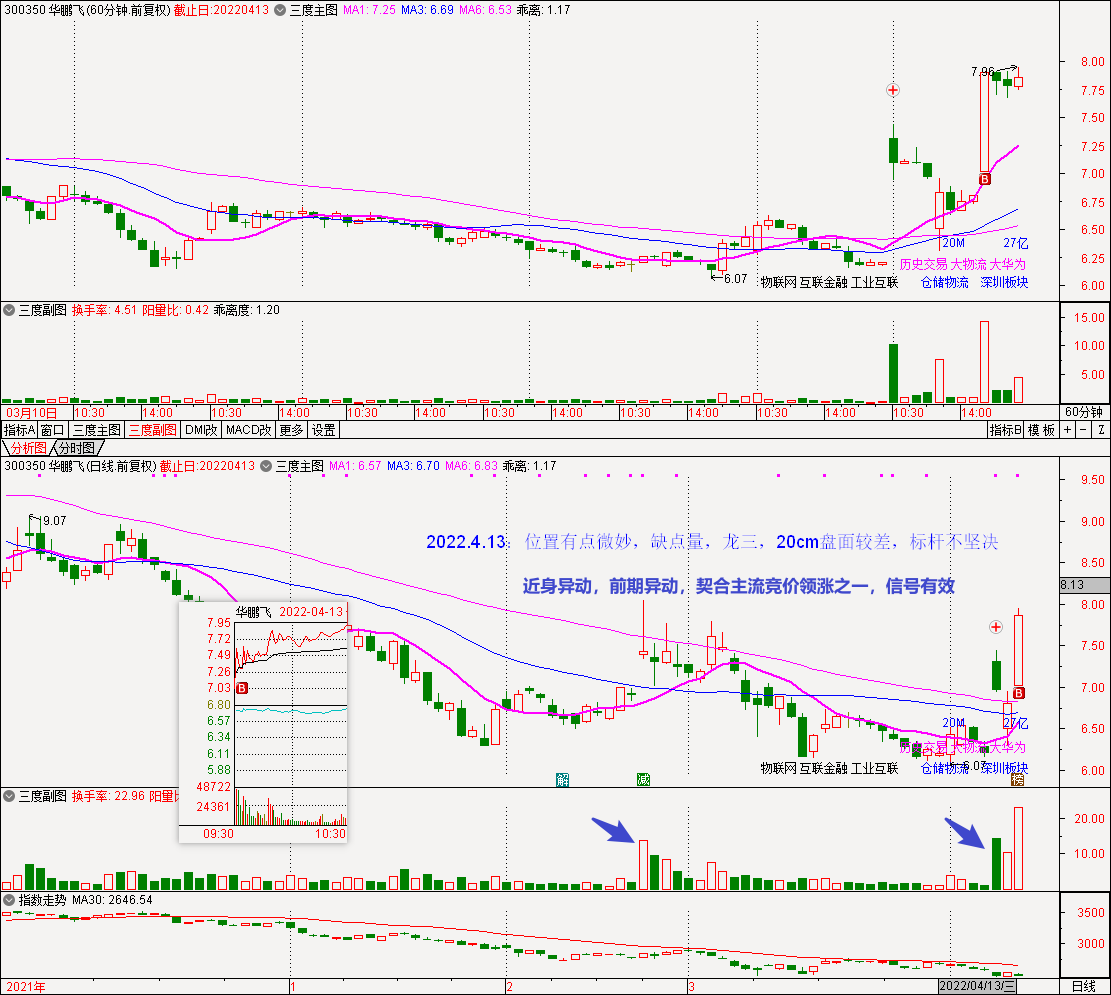 300350 华鹏飞(60分钟.前复权) 截止日:20220413 三度主图 MA1: 7.25 MA3: 6.69 MA6: 6.53 乖离: 1.17
7.96
8.00
7.75
7.50
7.25
7.00
6.75
6.50
6.25
6.00
B
20M 27亿
历史交易 大物流 大华为
6.07
物联网 互联金融 工业互联 仓储物流 深圳板块
三度副图 换手率: 4.51 阳量比: 0.42 乖离度: 1.20
15.00
10.00
5.00
03月10日 10:30 14:00 10:30 14:00 10:30 14:00 10:30 14:00 10:30 14:00 10:30 14:00 10:30 14:00 60分钟
指标A 窗口 三度主图 三度副图 DMI改 MACD改 更多 设置 指标B 模板 + - Z
分析图 分时图
300350 华鹏飞(日线.前复权) 截止日:20220413 三度主图 MA1: 6.57 MA3: 6.70 MA6: 6.83 乖离: 1.17
9.07
9.50
9.00
8.50
8.13
8.00
7.50
7.00
6.50
6.00
2022.4.13：位置有点微妙，缺点量，龙三，20cm盘面较差，标杆不坚决
近身异动，前期异动，契合主流竞价领涨之一，信号有效
华鹏飞 2022-04-13
7.95
7.72
7.49
7.26
7.03 B
6.80
6.57
6.34
6.11
5.88
48722
24361
09:30 10:30
B
20M 27亿
历史交易 大物流 大华为
6.07
物联网 互联金融 工业互联 仓储物流 深圳板块
解 减 榜
三度副图 换手率: 22.96 阳量比
20.00
10.00
指数走势 MA30: 2646.54
3500
3000
2021年 1 2 3 2022/04/13/三 日线